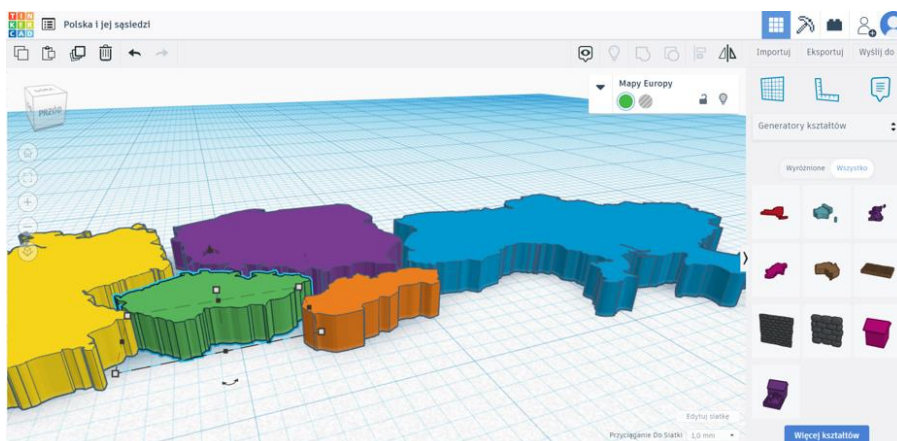 TIN
KER
CAD
Polska i jej sąsiedzi
Importuj Eksportuj Wyślij do
Mapy Europy
PRZÓD
Generatory kształtów
Wyróżnione Wszystko
Edytuj siatkę
Przyciąganie Do Siatki 1,0 mm
Więcej kształtów